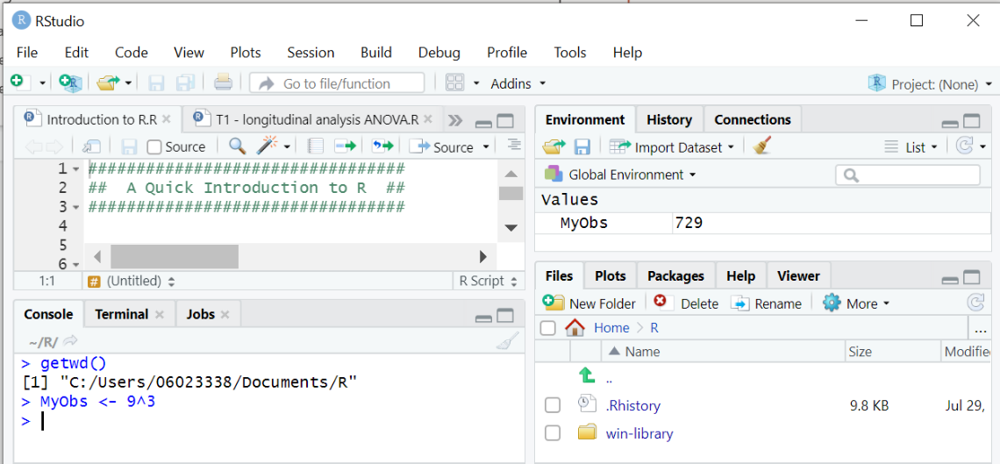 RStudio
File Edit Code View Plots Session Build Debug Profile Tools Help
Go to file/function Addins Project: (None)
Introduction to R.R T1 - longitudinal analysis ANOVA.R
Source Source
1 #################################
2 ## A Quick Introduction to R ##
3 #################################
4
5
6
1:1 # (Untitled) R Script
Console Terminal Jobs
~/R/
> getwd()
[1] "C:/Users/06023338/Documents/R"
> MyObs <- 9^3
>
Environment History Connections
Import Dataset List
Global Environment
Values
MyObs 729
Files Plots Packages Help Viewer
New Folder Delete Rename More
Home R ...
Name Size Modifie
..
.Rhistory 9.8 KB Jul 29,
win-library